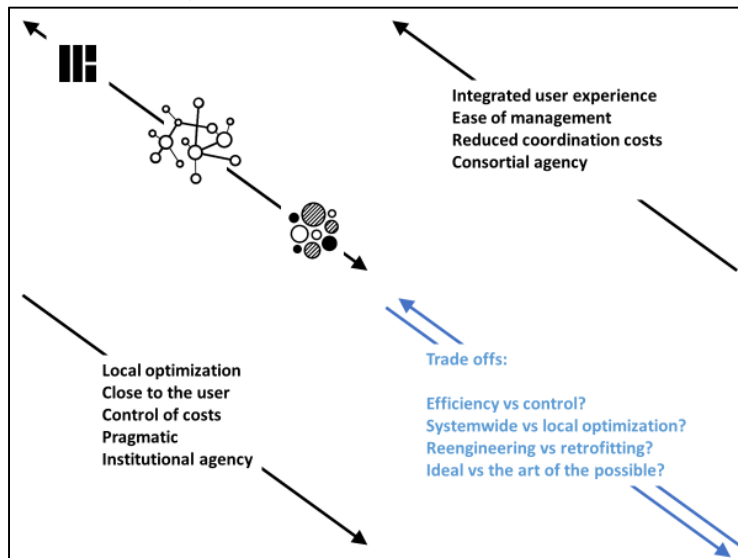 Integrated user experience
Ease of management
Reduced coordination costs
Consortial agency
Local optimization
Close to the user
Control of costs
Pragmatic
Institutional agency
Trade offs:
Efficiency vs control?
Systemwide vs local optimization?
Reengineering vs retrofitting?
Ideal vs the art of the possible?